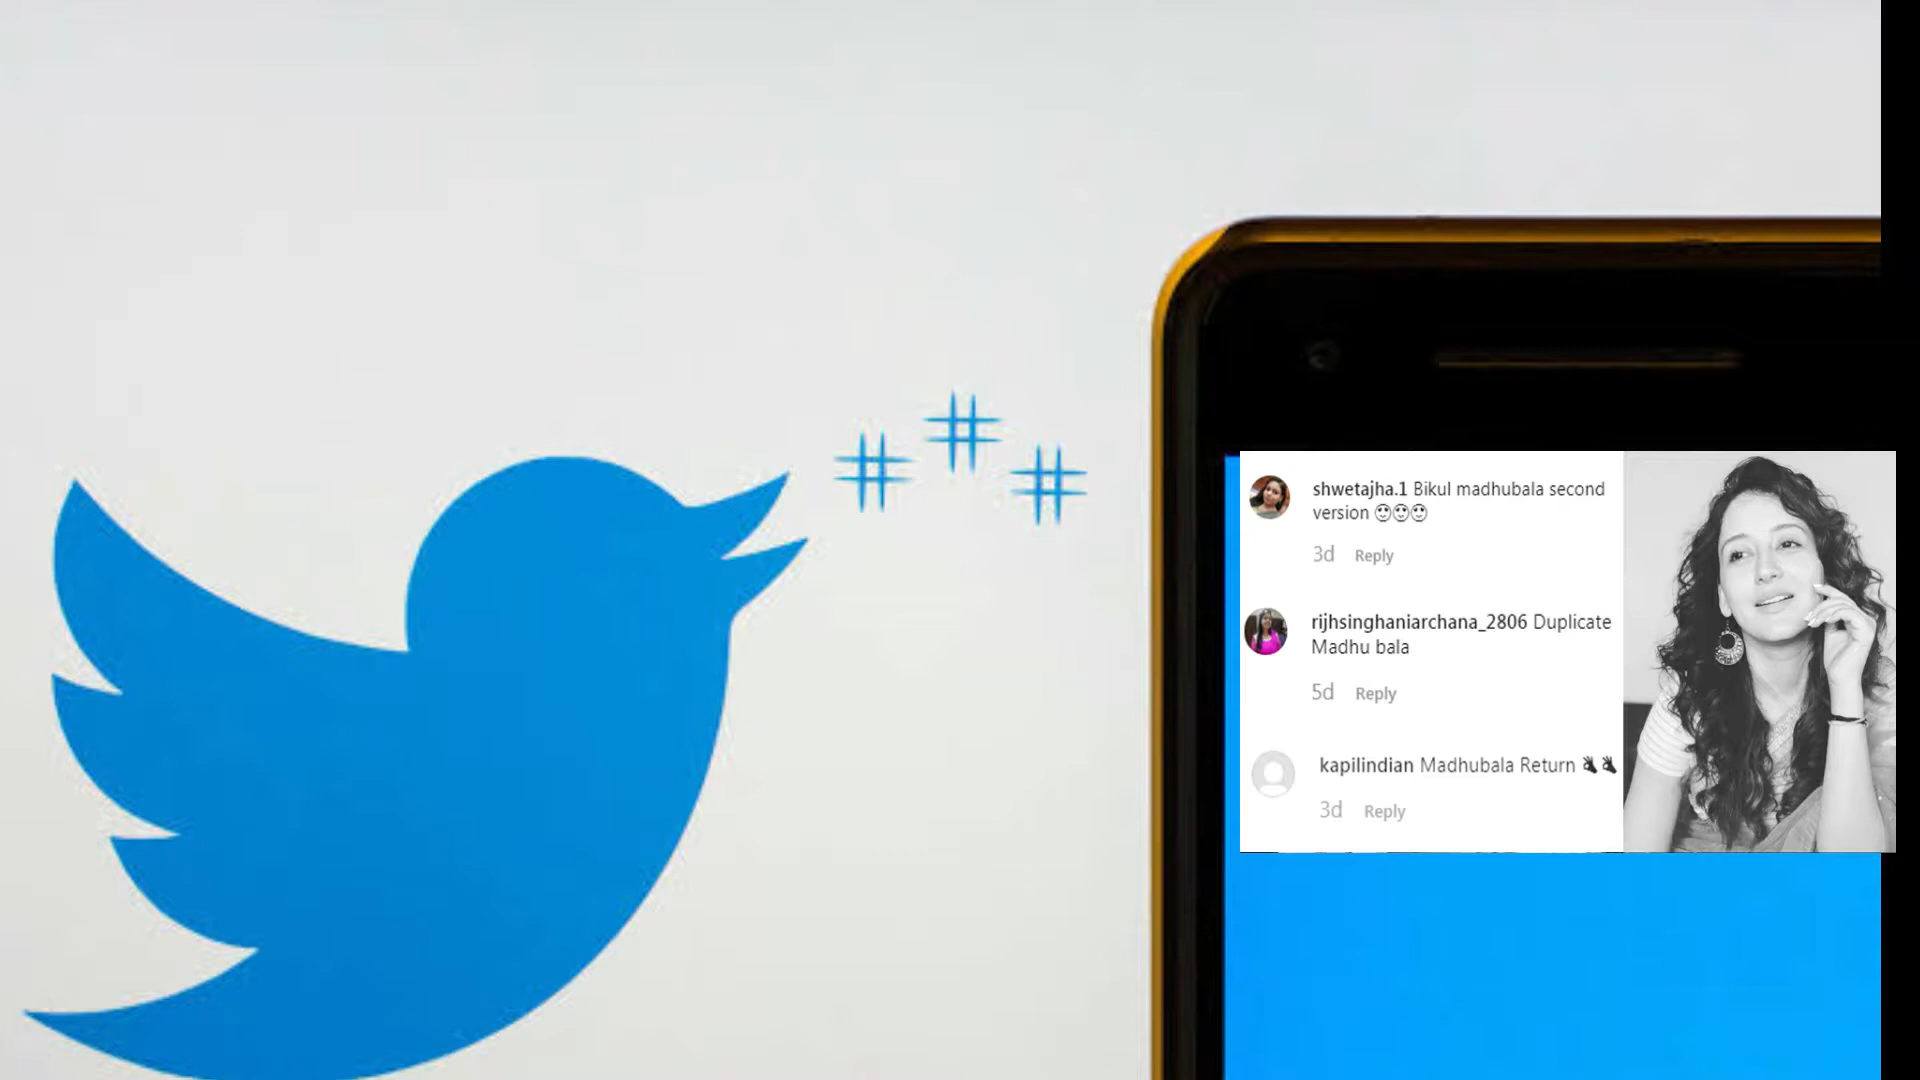 # # #
shwetajha.1 Bikul madhubala second
version 😍😍😍
3d Reply
rijhsinghaniarchana_2806 Duplicate
Madhu bala
5d Reply
kapilindian Madhubala Return 👌👌
3d Reply